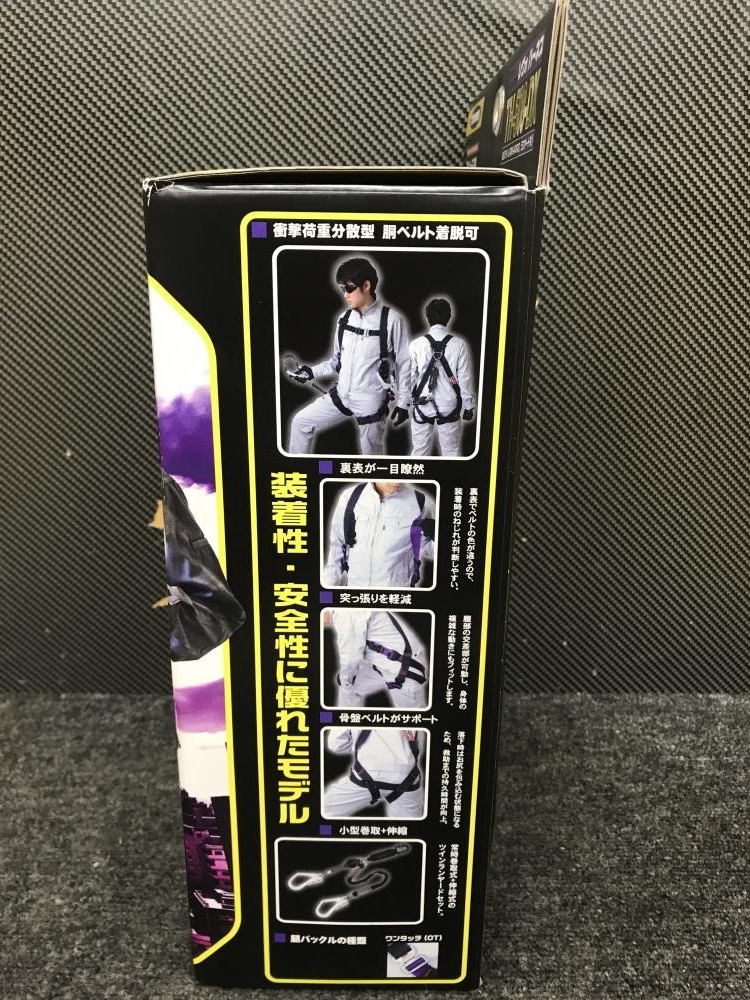 レヴォハーネス
衝撃荷重分散型 胴ベルト着脱可
装着性・安全性に優れたモデル
裏表が一目瞭然
裏表でベルトの色が違うので、
装着時のねじれが判断しやすい。
突っ張りを軽減
腰部の交差部が可動し、身体の
複雑な動きにもフィットします。
骨盤ベルトがサポート
落下時はお尻を包み込む状態になる
ため、救助までの持久時間が向上。
小型巻取+伸縮
常時巻取式+伸縮式の
ツインランヤードセット。
腿バックルの種類
ワンタッチ(OT)